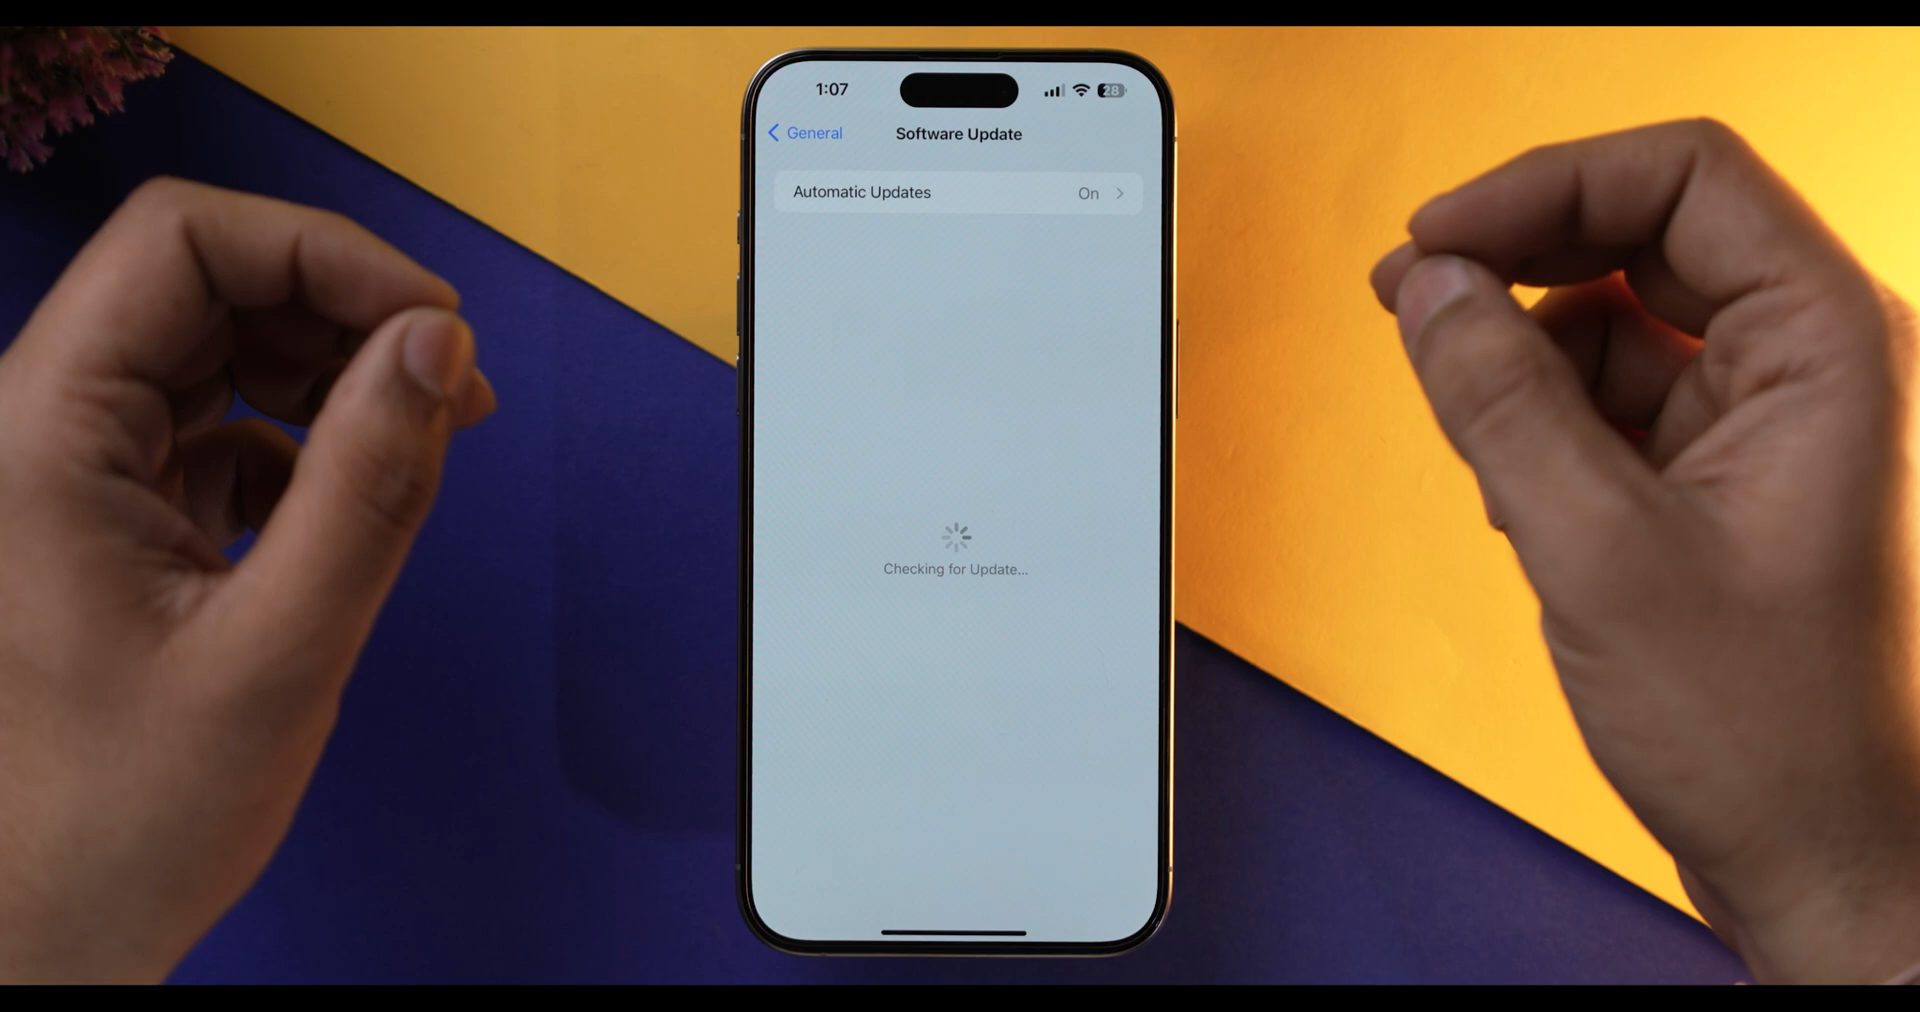 1:07
28
General
Software Update
Automatic Updates On
Checking for Update...